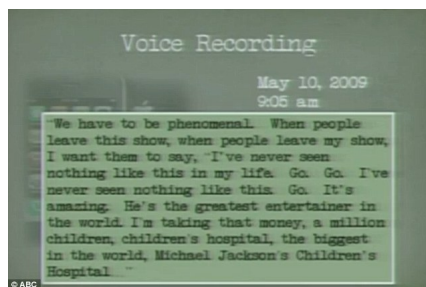 Voice Recording
May 10, 2009
9:05 am
"We have to be phenomenal. When people
leave this show, when people leave my show,
I want them to say, "I've never seen
nothing like this in my life. Go. Go. I've
never seen nothing like this. Go. It's
amazing. He's the greatest entertainer in
the world. I'm taking that money, a million
children, children's hospital, the biggest
in the world, Michael Jackson's Children's
Hospital..."
© ABC